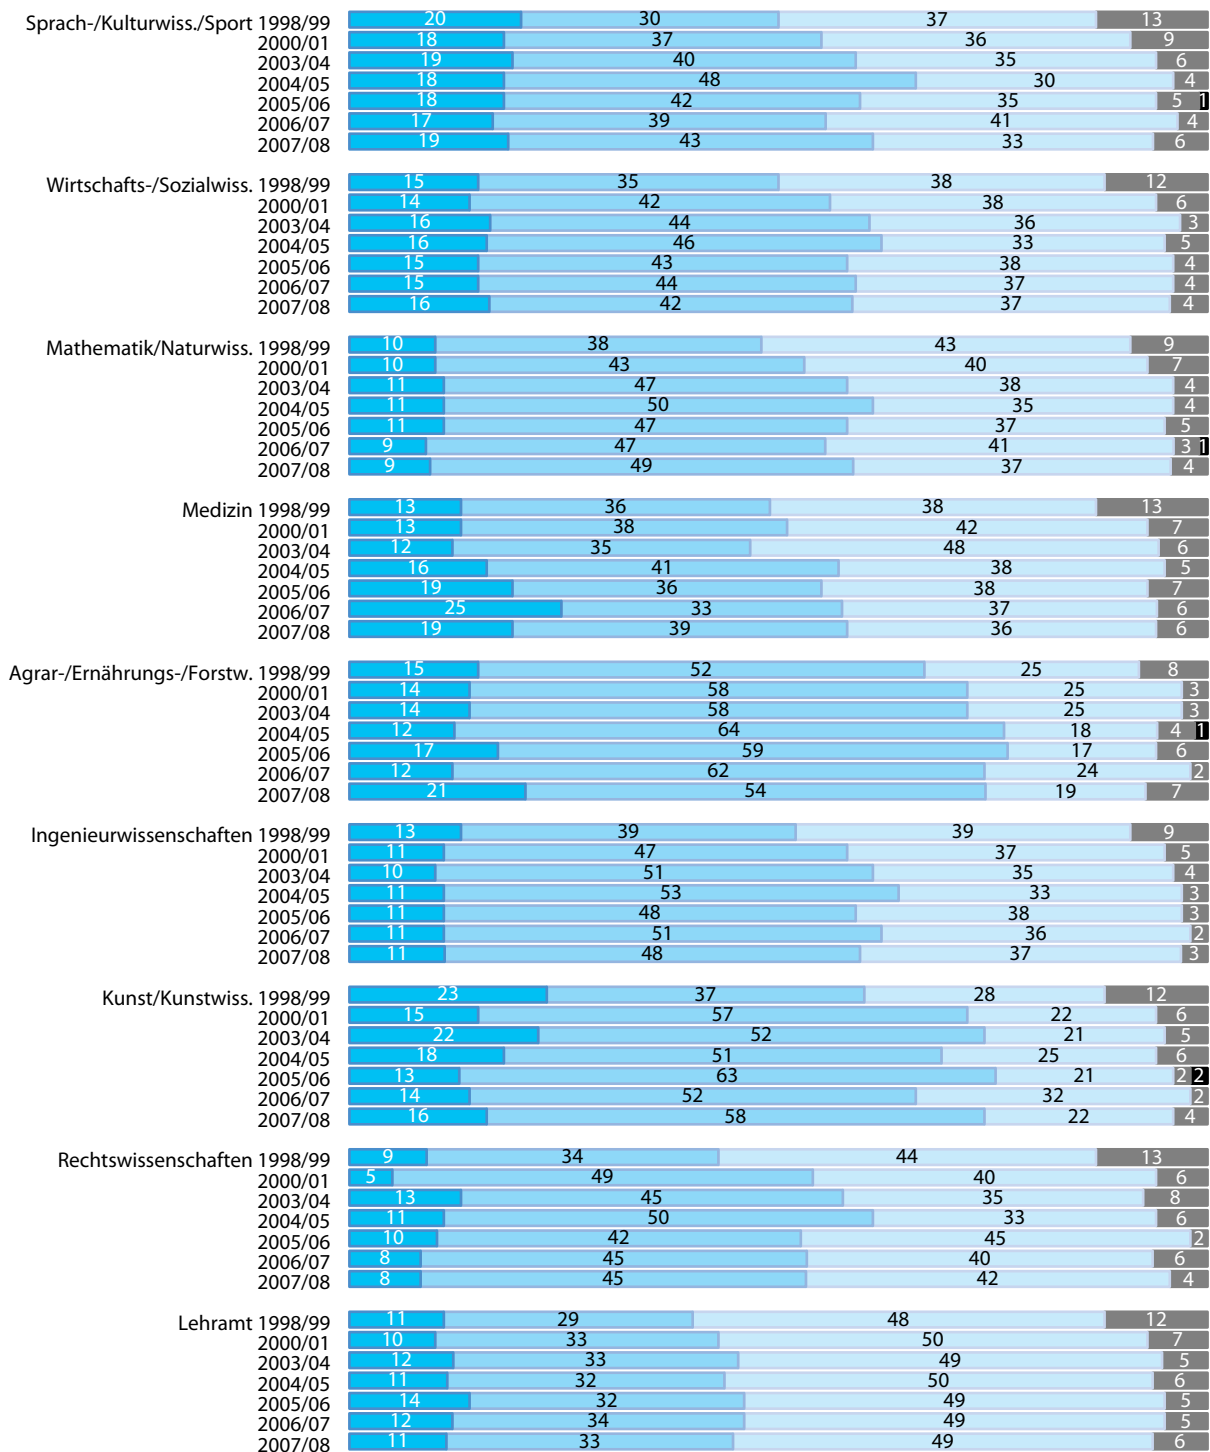 Sprach-/Kulturwiss./Sport 1998/99 20 30 37 13
2000/01 18 37 36 9
2003/04 19 40 35 6
2004/05 18 48 30 4
2005/06 18 42 35 5 1
2006/07 17 39 41 4
2007/08 19 43 33 6
Wirtschafts-/Sozialwiss. 1998/99 15 35 38 12
2000/01 14 42 38 6
2003/04 16 44 36 3
2004/05 16 46 33 5
2005/06 15 43 38 4
2006/07 15 44 37 4
2007/08 16 42 37 4
Mathematik/Naturwiss. 1998/99 10 38 43 9
2000/01 10 43 40 7
2003/04 11 47 38 4
2004/05 11 50 35 4
2005/06 11 47 37 5
2006/07 9 47 41 3 1
2007/08 9 49 37 4
Medizin 1998/99 13 36 38 13
2000/01 13 38 42 7
2003/04 12 35 48 6
2004/05 16 41 38 5
2005/06 19 36 38 7
2006/07 25 33 37 6
2007/08 19 39 36 6
Agrar-/Ernährungs-/Forstw. 1998/99 15 52 25 8
2000/01 14 58 25 3
2003/04 14 58 25 3
2004/05 12 64 18 4 1
2005/06 17 59 17 6
2006/07 12 62 24 2
2007/08 21 54 19 7
Ingenieurwissenschaften 1998/99 13 39 39 9
2000/01 11 47 37 5
2003/04 10 51 35 4
2004/05 11 53 33 3
2005/06 11 48 38 3
2006/07 11 51 36 2
2007/08 11 48 37 3
Kunst/Kunstwiss. 1998/99 23 37 28 12
2000/01 15 57 22 6
2003/04 22 52 21 5
2004/05 18 51 25 6
2005/06 13 63 21 2 2
2006/07 14 52 32 2
2007/08 16 58 22 4
Rechtswissenschaften 1998/99 9 34 44 13
2000/01 5 49 40 6
2003/04 13 45 35 8
2004/05 11 50 33 6
2005/06 10 42 45 2
2006/07 8 45 40 6
2007/08 8 45 42 4
Lehramt 1998/99 11 29 48 12
2000/01 10 33 50 7
2003/04 12 33 49 5
2004/05 11 32 50 6
2005/06 14 32 49 5
2006/07 12 34 49 5
2007/08 11 33 49 6